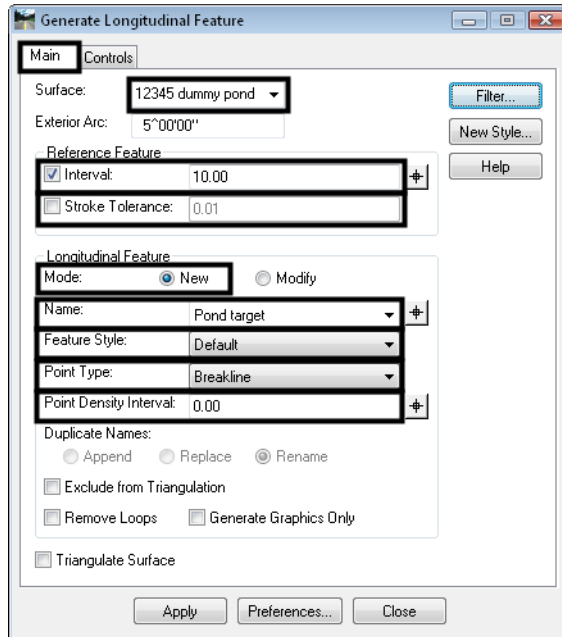 Generate Longitudinal Feature
Main Controls
Surface: 12345 dummy pond Filter...
Exterior Arc: 5^00'00" New Style...
Reference Feature Help
Interval: 10.00
Stroke Tolerance: 0.01
Longitudinal Feature
Mode: New Modify
Name: Pond target
Feature Style: Default
Point Type: Breakline
Point Density Interval: 0.00
Duplicate Names:
Append Replace Rename
Exclude from Triangulation
Remove Loops Generate Graphics Only
Triangulate Surface
Apply Preferences... Close